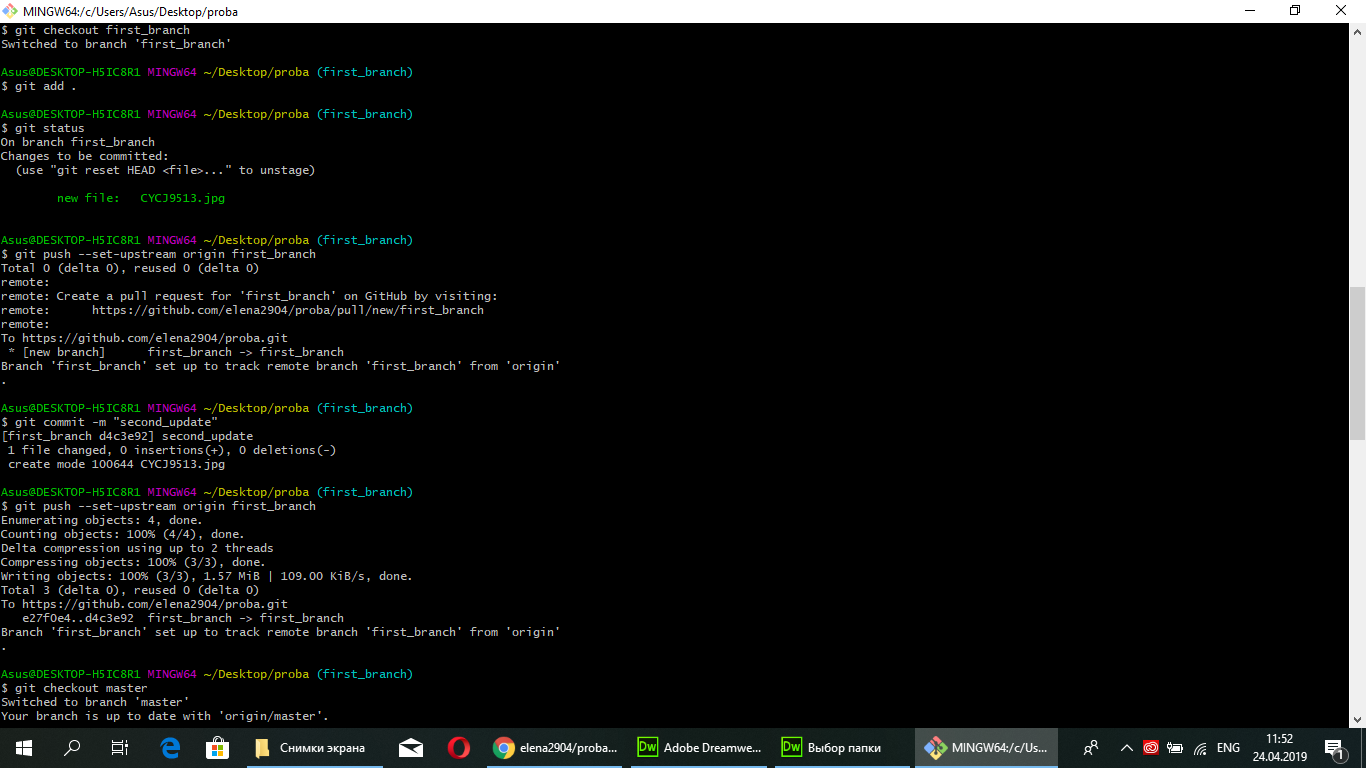 MINGW64:/c/Users/Asus/Desktop/proba
$ git checkout first_branch
Switched to branch 'first_branch'
Asus@DESKTOP-H5IC8R1 MINGW64 ~/Desktop/proba (first_branch)
$ git add .
Asus@DESKTOP-H5IC8R1 MINGW64 ~/Desktop/proba (first_branch)
$ git status
On branch first_branch
Changes to be committed:
(use "git reset HEAD <file>..." to unstage)
new file: CYCJ9513.jpg
Asus@DESKTOP-H5IC8R1 MINGW64 ~/Desktop/proba (first_branch)
$ git push --set-upstream origin first_branch
Total 0 (delta 0), reused 0 (delta 0)
remote:
remote: Create a pull request for 'first_branch' on GitHub by visiting:
remote: https://github.com/elena2904/proba/pull/new/first_branch
remote:
To https://github.com/elena2904/proba.git
* [new branch] first_branch -> first_branch
Branch 'first_branch' set up to track remote branch 'first_branch' from 'origin'
.
Asus@DESKTOP-H5IC8R1 MINGW64 ~/Desktop/proba (first_branch)
$ git commit -m "second_update"
[first_branch d4c3e92] second_update
1 file changed, 0 insertions(+), 0 deletions(-)
create mode 100644 CYCJ9513.jpg
Asus@DESKTOP-H5IC8R1 MINGW64 ~/Desktop/proba (first_branch)
$ git push --set-upstream origin first_branch
Enumerating objects: 4, done.
Counting objects: 100% (4/4), done.
Delta compression using up to 2 threads
Compressing objects: 100% (3/3), done.
Writing objects: 100% (3/3), 1.57 MiB | 109.00 KiB/s, done.
Total 3 (delta 0), reused 0 (delta 0)
To https://github.com/elena2904/proba.git
e27f0e4..d4c3e92 first_branch -> first_branch
Branch 'first_branch' set up to track remote branch 'first_branch' from 'origin'
.
Asus@DESKTOP-H5IC8R1 MINGW64 ~/Desktop/proba (first_branch)
$ git checkout master
Switched to branch 'master'
Your branch is up to date with 'origin/master'.
Снимки экрана
elena2904/proba...
Dw Adobe Dreamwe...
Dw Выбор папки
MINGW64:/c/Us...
ENG
11:52
24.04.2019
1